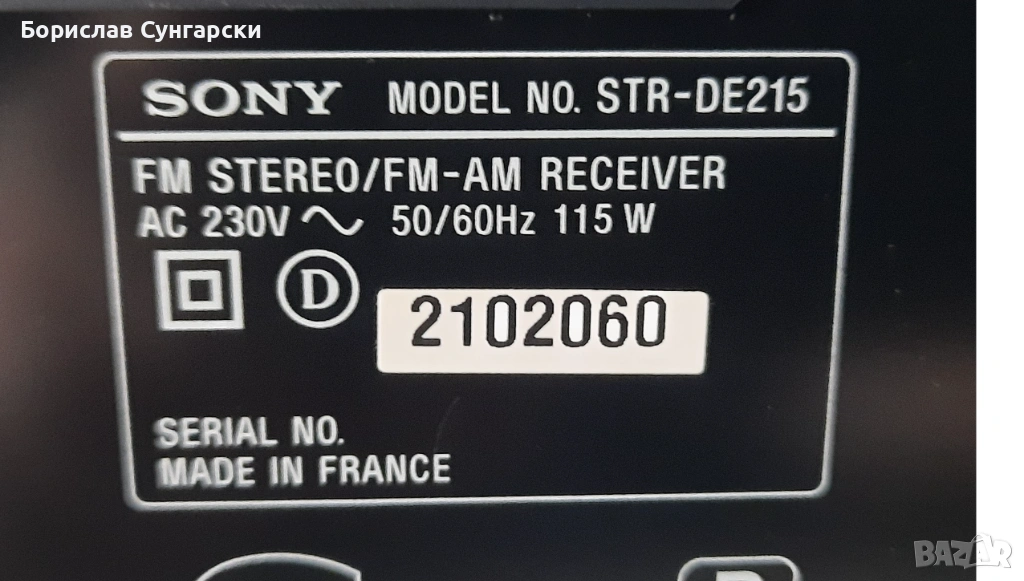 Борислав Сунгарски
SONY MODEL NO. STR-DE215
FM STEREO/FM-AM RECEIVER
AC 230V 50/60Hz 115 W
D
2102060
SERIAL NO.
MADE IN FRANCE
BAZAR